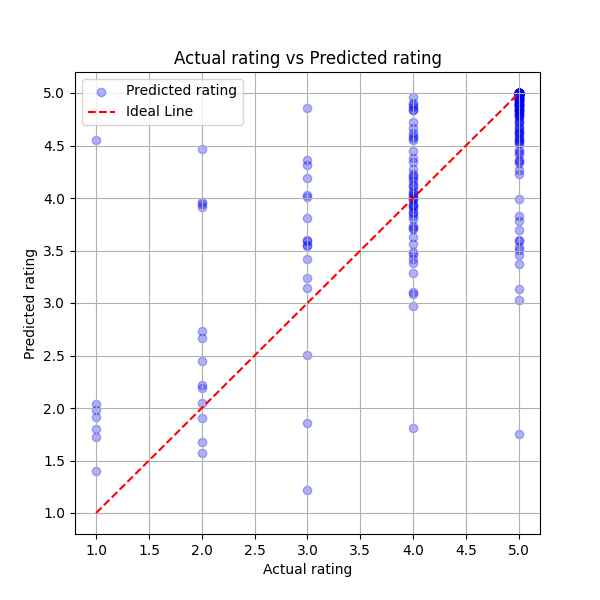 Actual rating vs Predicted rating
Predicted rating
Ideal Line
5.0
4.5
4.0
3.5
3.0
2.5
2.0
1.5
1.0
Predicted rating
1.0 1.5 2.0 2.5 3.0 3.5 4.0 4.5 5.0
Actual rating